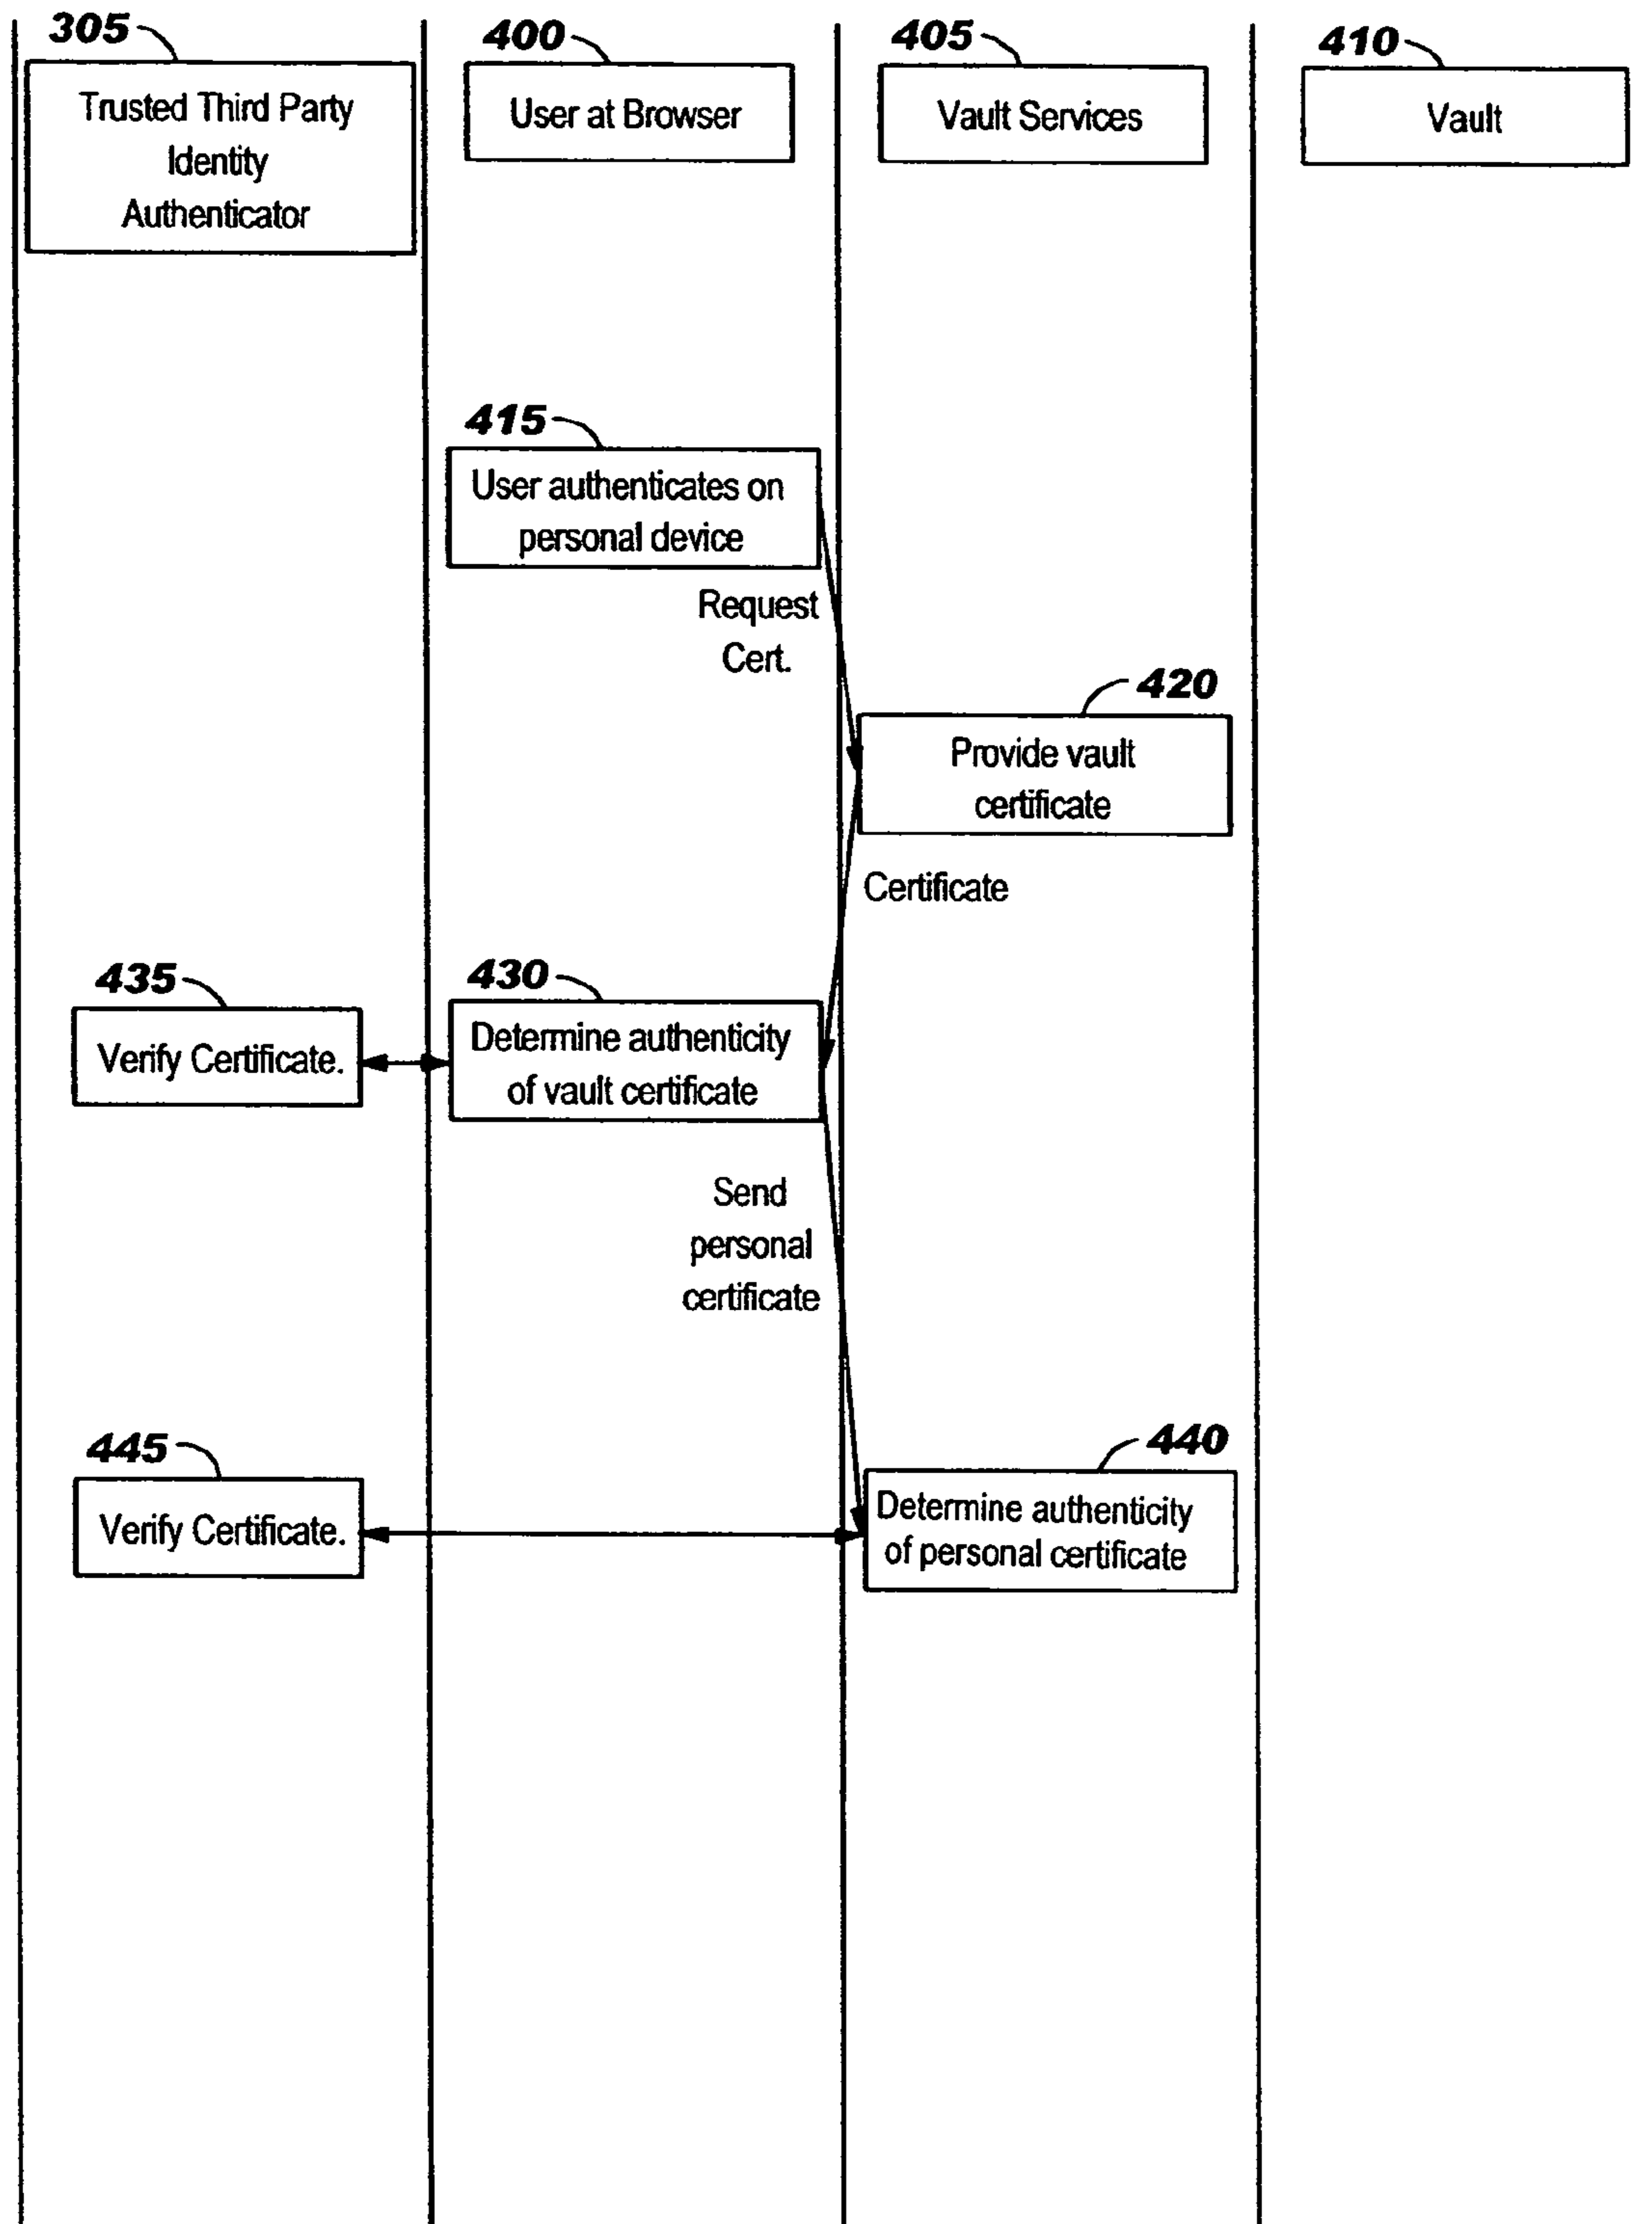 305
400
405
410
Trusted Third Party
Identity
Authenticator
User at Browser
Vault Services
Vault
415
User authenticates on
personal device
Request
Cert.
420
Provide vault
certificate
Certificate
435
430
Verify Certificate.
Determine authenticity
of vault certificate
Send
personal
certificate
445
440
Verify Certificate.
Determine authenticity
of personal certificate